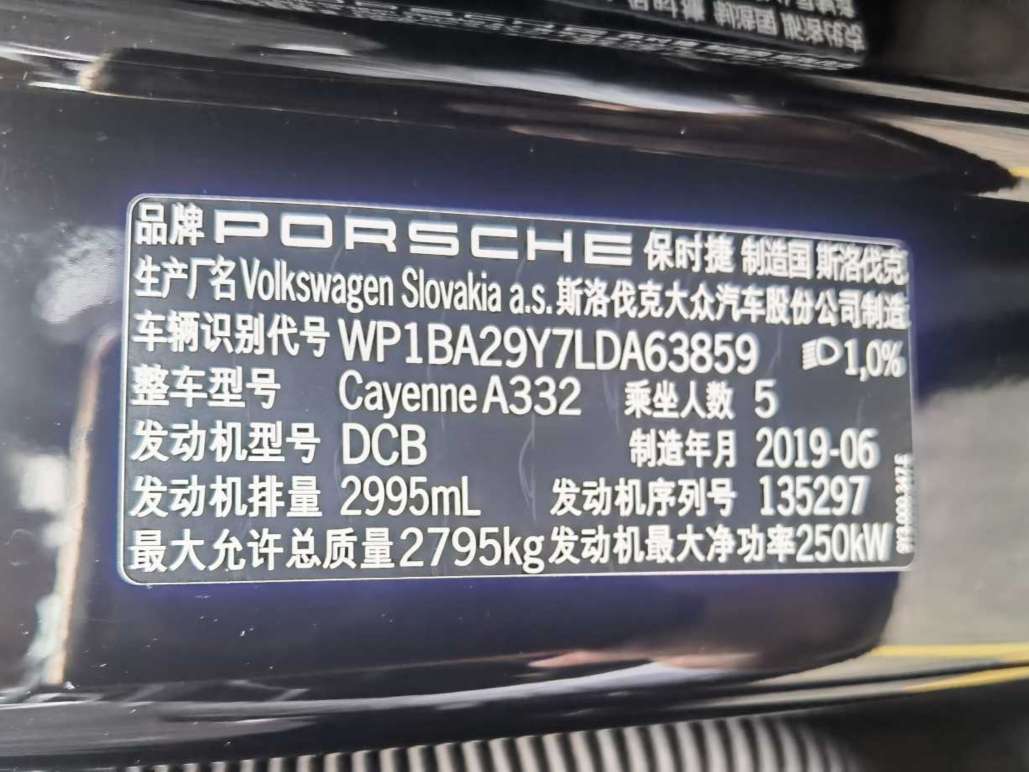 品牌 PORSCHE 保时捷 制造国 斯洛伐克
生产厂名 Volkswagen Slovakia a.s. 斯洛伐克大众汽车股份公司制造
车辆识别代号 WP1BA29Y7LDA63859 1,0%
整车型号 Cayenne A332 乘坐人数 5
发动机型号 DCB 制造年月 2019-06
发动机排量 2995mL 发动机序列号 135297
最大允许总质量 2795kg 发动机最大净功率 250kW